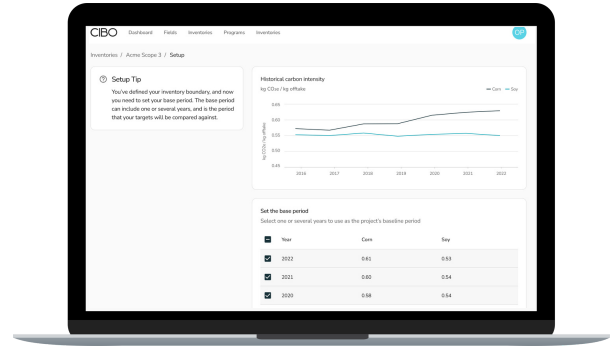 CIBO Dashboard Fields Inventories Programs Inventories OP
Inventories / Acme Scope 3 / Setup
Setup Tip
You've defined your inventory boundary, and now
you need to set your base period. The base period
can include one or several years, and is the period
that your targets will be compared against.
Historical carbon intensity
kg CO₂e / kg offtake
Corn Soy
kg CO₂e / kg offtake
0.65
0.60
0.55
0.50
0.45
2016 2017 2018 2019 2020 2021 2022
Set the base period
Select one or several years to use as the project's baseline period
Year Corn Soy
2022 0.61 0.53
2021 0.60 0.54
2020 0.58 0.54